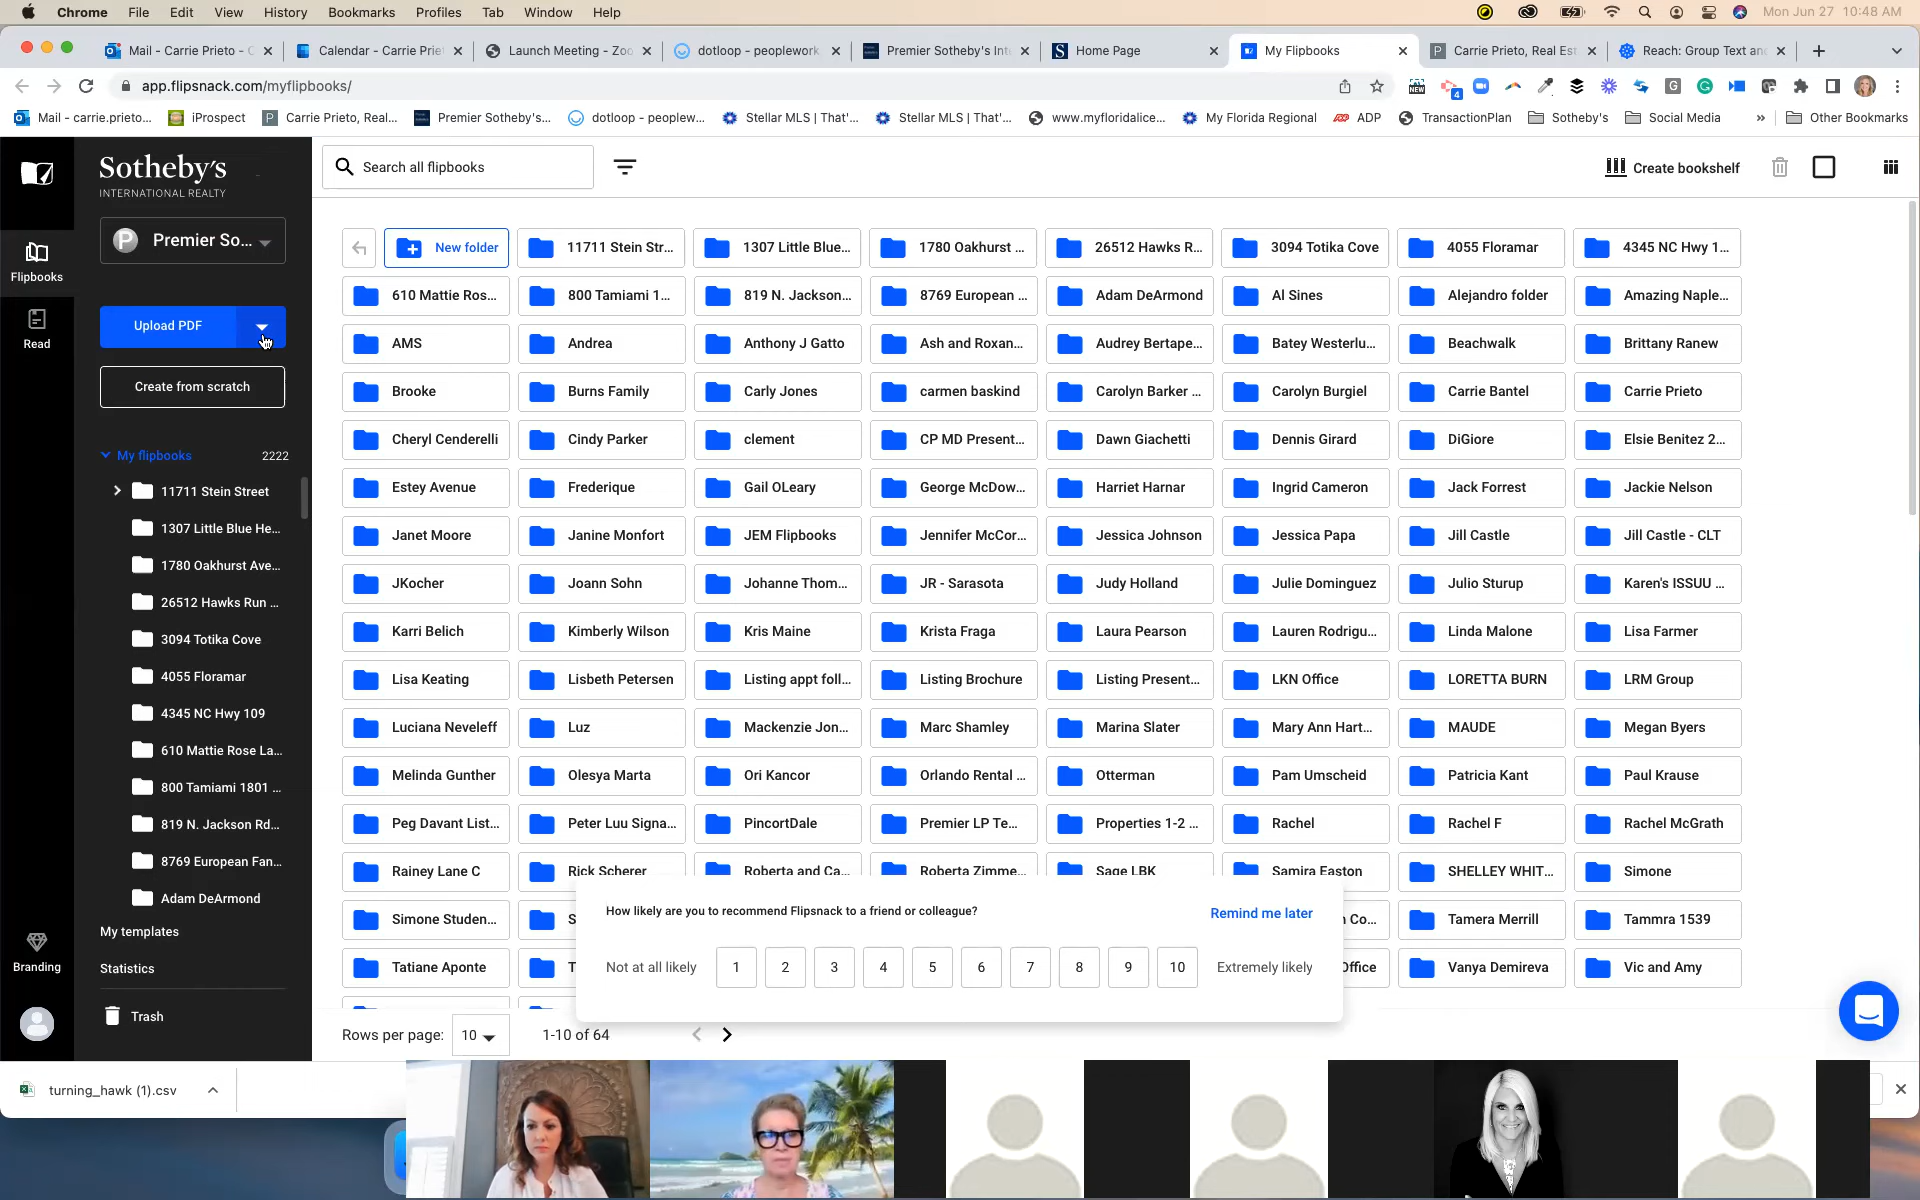 Chrome File Edit View History Bookmarks Profiles Tab Window Help Mon Jun 27 10:48 AM
Mail - Carrie Prieto - C Calendar - Carrie Priet Launch Meeting - Zoo dotloop - peoplework Premier Sotheby's Int Home Page My Flipbooks Carrie Prieto, Real Est Reach: Group Text and
app.flipsnack.com/myflipbooks/
NEW 4 G
Mail - carrie.prieto... iProspect Carrie Prieto, Real... Premier Sotheby's... dotloop - peoplew... Stellar MLS | That'... Stellar MLS | That'... www.myfloridalice... My Florida Regional ADP TransactionPlan Sotheby's Social Media » Other Bookmarks
Sotheby's
INTERNATIONAL REALTY
Search all flipbooks
Create bookshelf
P Premier So...
Flipbooks
Read
Upload PDF
Create from scratch
My flipbooks 2222
11711 Stein Street
1307 Little Blue He...
1780 Oakhurst Ave...
26512 Hawks Run ...
3094 Totika Cove
4055 Floramar
4345 NC Hwy 109
610 Mattie Rose La...
800 Tamiami 1801 ...
819 N. Jackson Rd...
8769 European Fan...
Adam DeArmond
My templates
Branding
Statistics
Trash
New folder 11711 Stein Str... 1307 Little Blue... 1780 Oakhurst ... 26512 Hawks R... 3094 Totika Cove 4055 Floramar 4345 NC Hwy 1...
610 Mattie Ros... 800 Tamiami 1... 819 N. Jackson... 8769 European ... Adam DeArmond Al Sines Alejandro folder Amazing Naple...
AMS Andrea Anthony J Gatto Ash and Roxan... Audrey Bertape... Batey Westerlu... Beachwalk Brittany Ranew
Brooke Burns Family Carly Jones carmen baskind Carolyn Barker ... Carolyn Burgiel Carrie Bantel Carrie Prieto
Cheryl Cenderelli Cindy Parker clement CP MD Present... Dawn Giachetti Dennis Girard DiGiore Elsie Benitez 2...
Estey Avenue Frederique Gail OLeary George McDow... Harriet Harnar Ingrid Cameron Jack Forrest Jackie Nelson
Janet Moore Janine Monfort JEM Flipbooks Jennifer McCor... Jessica Johnson Jessica Papa Jill Castle Jill Castle - CLT
JKocher Joann Sohn Johanne Thom... JR - Sarasota Judy Holland Julie Dominguez Julio Sturup Karen's ISSUU ...
Karri Belich Kimberly Wilson Kris Maine Krista Fraga Laura Pearson Lauren Rodrigu... Linda Malone Lisa Farmer
Lisa Keating Lisbeth Petersen Listing appt foll... Listing Brochure Listing Present... LKN Office LORETTA BURN LRM Group
Luciana Neveleff Luz Mackenzie Jon... Marc Shamley Marina Slater Mary Ann Hart... MAUDE Megan Byers
Melinda Gunther Olesya Marta Ori Kancor Orlando Rental ... Otterman Pam Umscheid Patricia Kant Paul Krause
Peg Davant List... Peter Luu Signa... PincortDale Premier LP Te... Properties 1-2 ... Rachel Rachel F Rachel McGrath
Rainey Lane C Rick Scherer Roberta and Ca... Roberta Zimme... Sage LBK Samira Easton SHELLEY WHIT... Simone
Simone Studen... S Co... Tamera Merrill Tammra 1539
Tatiane Aponte T Office Vanya Demireva Vic and Amy
How likely are you to recommend Flipsnack to a friend or colleague? Remind me later
Not at all likely 1 2 3 4 5 6 7 8 9 10 Extremely likely
Rows per page: 10 1-10 of 64
turning_hawk (1).csv